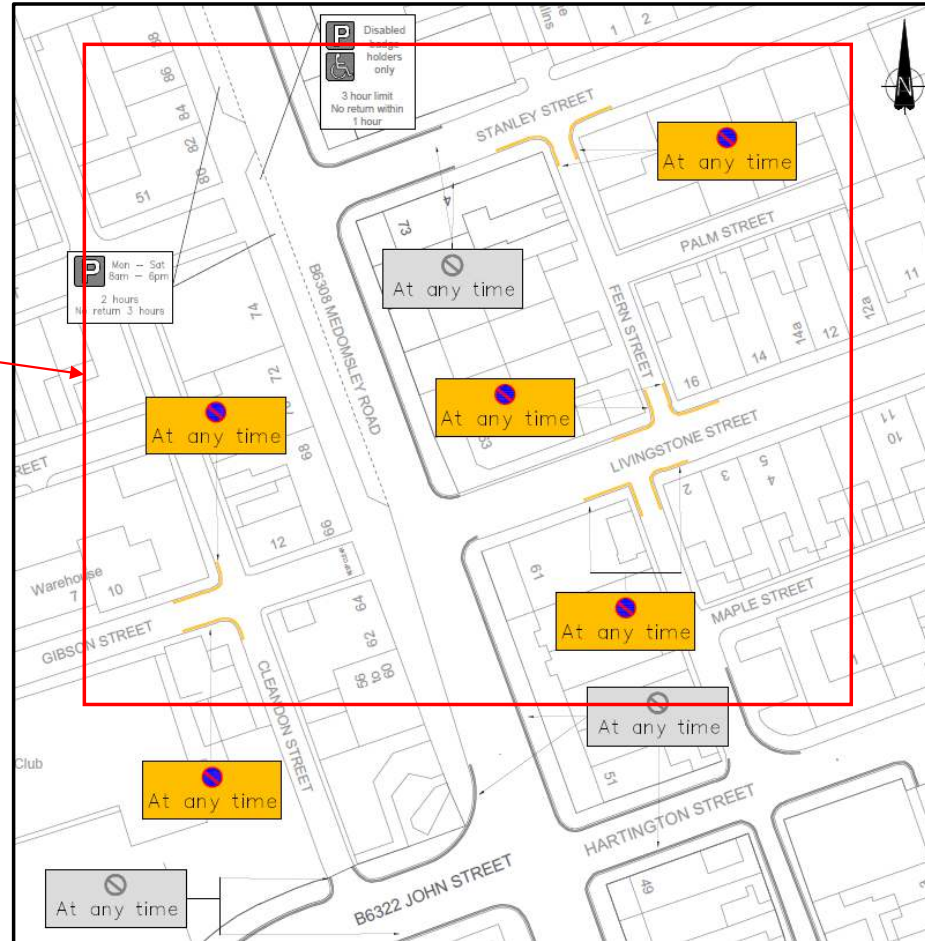 88
86
84
82
80
51
P
Disabled
badge
holders
only
3 hour limit
No return within
1 hour
1
2
N
STANLEY STREET
At any time
PALM STREET
73
4
At any time
P
Mon – Sat
8am – 6pm
2 hours
No return 3 hours
B6308 MEDOMSLEY ROAD
FERN STREET
11
12a
12
14a
14
16
74
72
68
66
At any time
At any time
LIVINGSTONE STREET
11
10
5
4
3
2
61
12
Warehouse
7
10
GIBSON STREET
64
62
60
to
56
At any time
MAPLE STREET
CLEANDON STREET
At any time
51
Club
At any time
HARTINGTON STREET
At any time
B6322 JOHN STREET
49